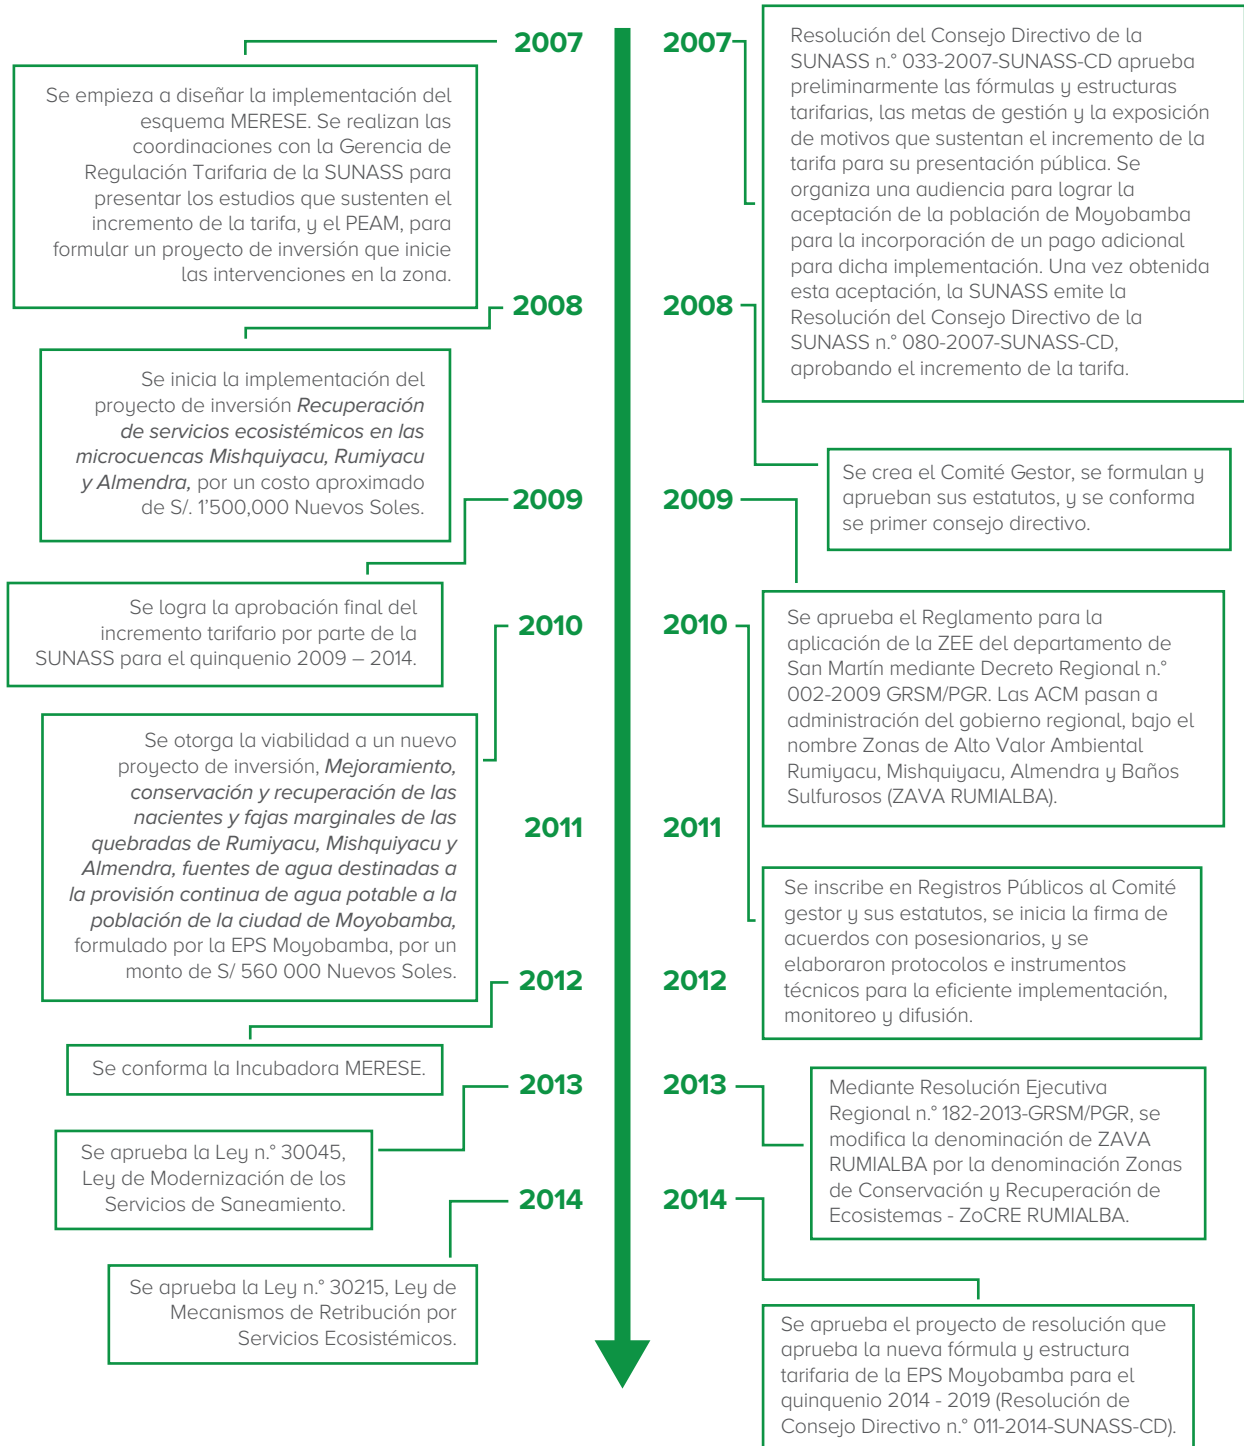 2007
Se empieza a diseñar la implementación del
esquema MERESE. Se realizan las
coordinaciones con la Gerencia de
Regulación Tarifaria de la SUNASS para
presentar los estudios que sustenten el
incremento de la tarifa, y el PEAM, para
formular un proyecto de inversión que inicie
las intervenciones en la zona.
2007
Resolución del Consejo Directivo de la
SUNASS n.° 033-2007-SUNASS-CD aprueba
preliminarmente las fórmulas y estructuras
tarifarias, las metas de gestión y la exposición
de motivos que sustentan el incremento de la
tarifa para su presentación pública. Se
organiza una audiencia para lograr la
aceptación de la población de Moyobamba
para la incorporación de un pago adicional
para dicha implementación. Una vez obtenida
esta aceptación, la SUNASS emite la
Resolución del Consejo Directivo de la
SUNASS n.° 080-2007-SUNASS-CD,
aprobando el incremento de la tarifa.
2008
Se inicia la implementación del
proyecto de inversión Recuperación
de servicios ecosistémicos en las
microcuencas Mishquiyacu, Rumiyacu
y Almendra, por un costo aproximado
de S/. 1'500,000 Nuevos Soles.
2008
Se crea el Comité Gestor, se formulan y
aprueban sus estatutos, y se conforma
se primer consejo directivo.
2009
Se logra la aprobación final del
incremento tarifario por parte de la
SUNASS para el quinquenio 2009 – 2014.
2009
Se aprueba el Reglamento para la
aplicación de la ZEE del departamento de
San Martín mediante Decreto Regional n.°
002-2009 GRSM/PGR. Las ACM pasan a
administración del gobierno regional, bajo el
nombre Zonas de Alto Valor Ambiental
Rumiyacu, Mishquiyacu, Almendra y Baños
Sulfurosos (ZAVA RUMIALBA).
2010
Se otorga la viabilidad a un nuevo
proyecto de inversión, Mejoramiento,
conservación y recuperación de las
nacientes y fajas marginales de las
quebradas de Rumiyacu, Mishquiyacu y
Almendra, fuentes de agua destinadas a
la provisión continua de agua potable a la
población de la ciudad de Moyobamba,
formulado por la EPS Moyobamba, por un
monto de S/ 560 000 Nuevos Soles.
2010
Se inscribe en Registros Públicos al Comité
gestor y sus estatutos, se inicia la firma de
acuerdos con posesionarios, y se
elaboraron protocolos e instrumentos
técnicos para la eficiente implementación,
monitoreo y difusión.
2011
2011
2012
Se conforma la Incubadora MERESE.
2012
2013
Se aprueba la Ley n.° 30045,
Ley de Modernización de los
Servicios de Saneamiento.
2013
Mediante Resolución Ejecutiva
Regional n.° 182-2013-GRSM/PGR, se
modifica la denominación de ZAVA
RUMIALBA por la denominación Zonas
de Conservación y Recuperación de
Ecosistemas - ZoCRE RUMIALBA.
2014
Se aprueba la Ley n.° 30215, Ley de
Mecanismos de Retribución por
Servicios Ecosistémicos.
2014
Se aprueba el proyecto de resolución que
aprueba la nueva fórmula y estructura
tarifaria de la EPS Moyobamba para el
quinquenio 2014 - 2019 (Resolución de
Consejo Directivo n.° 011-2014-SUNASS-CD).